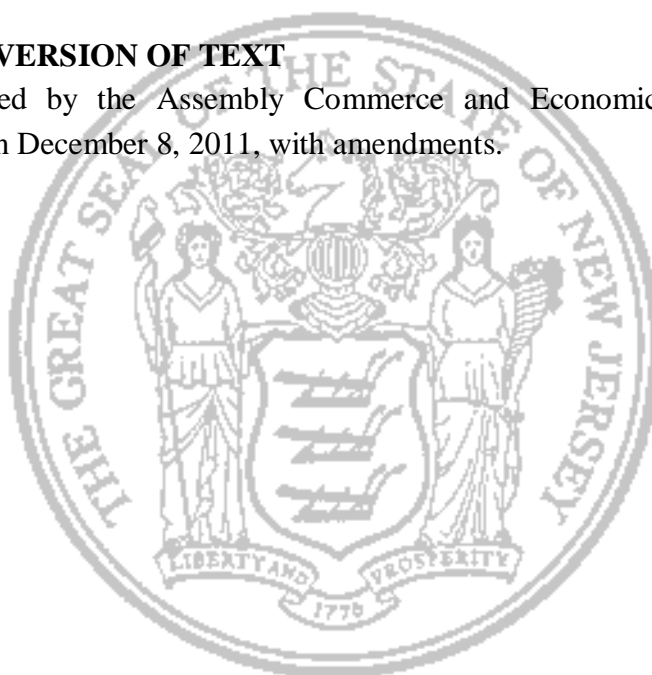 VERSION OF TEXT
ed by the Assembly Commerce and Economic
n December 8, 2011, with amendments.
THE GREAT SEAL OF THE STATE OF NEW JERSEY
LIBERTY AND PROSPERITY
1776